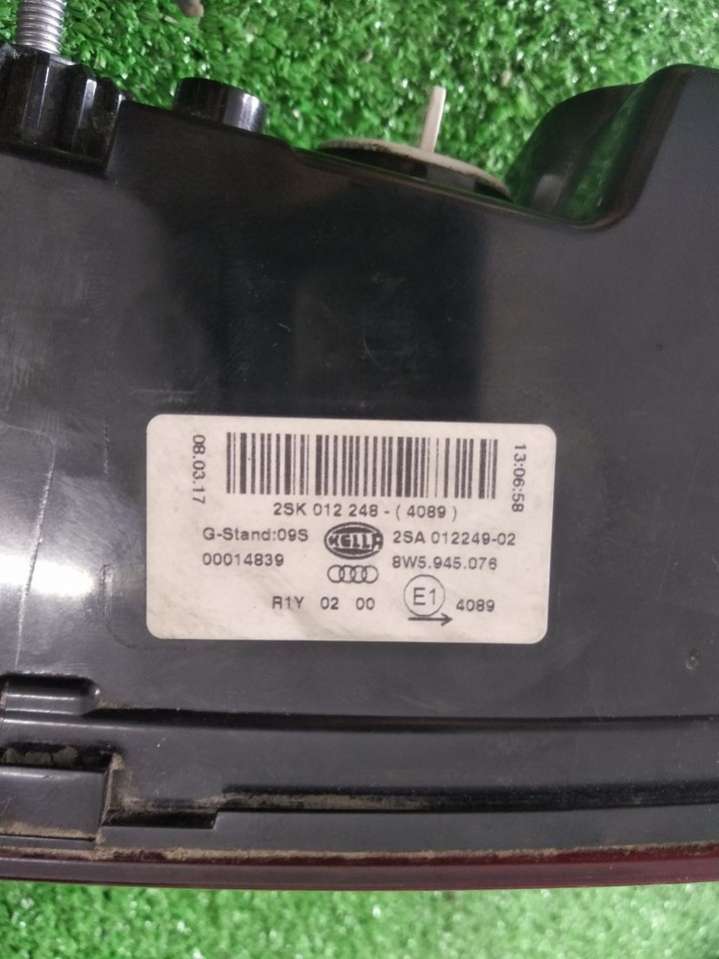 08.03.17
13:06:58
2SK 012 248 - ( 4089 )
G-Stand:09S HELLA 2SA 012249-02
00014839 8W5.945.076
R1Y 02 00 E1 4089